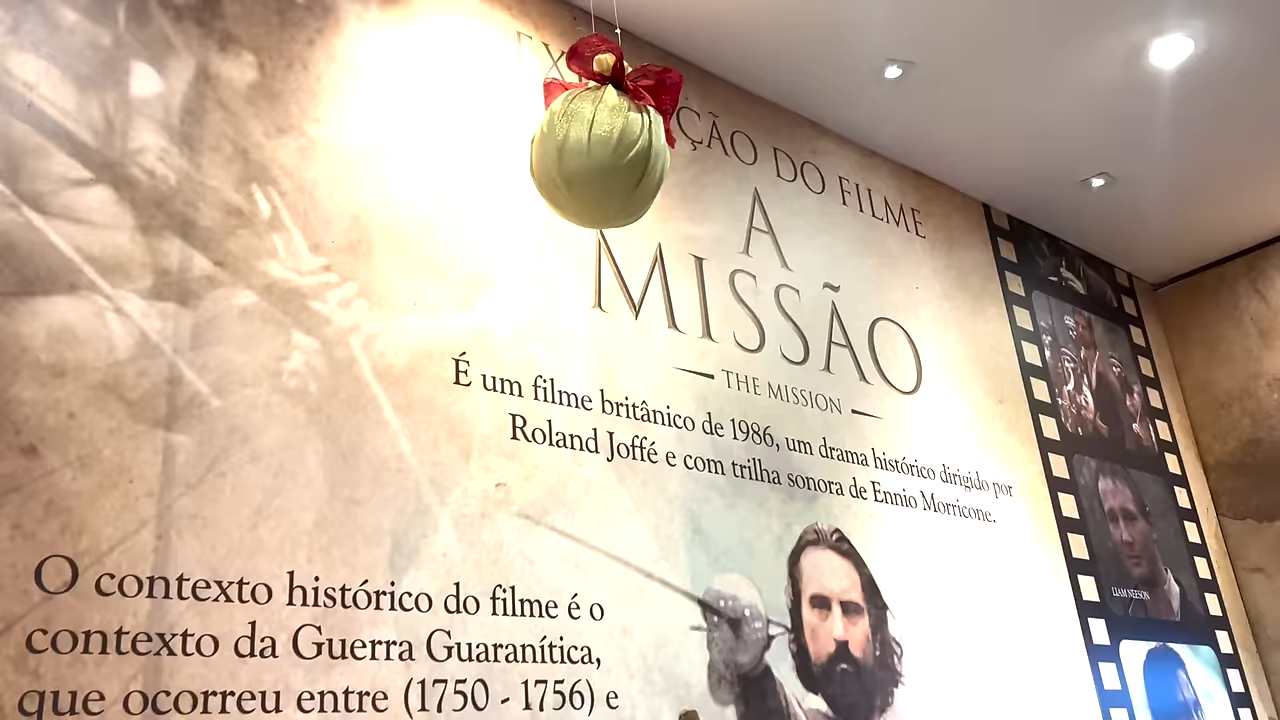 ÇÃO DO FILME
A
MISSÃO
THE MISSION
É um filme britânico de 1986, um drama histórico dirigido por
Roland Joffé e com trilha sonora de Ennio Morricone.
O contexto histórico do filme é o
contexto da Guerra Guaranítica,
que ocorreu entre (1750 - 1756) e
LIAM NEESON